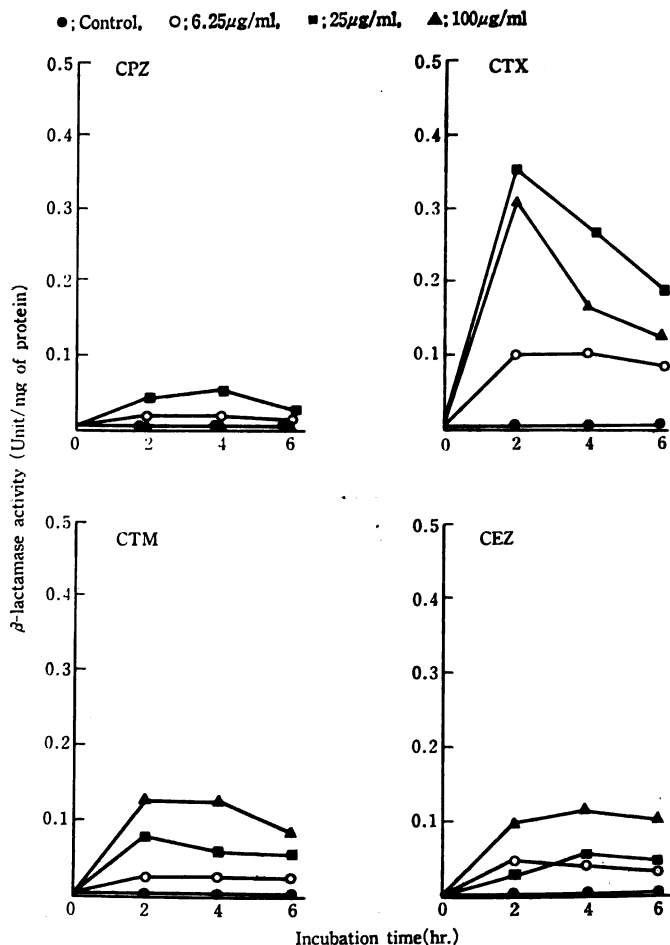 ●; Control, ○; 6.25μg/ml, ■; 25μg/ml, ▲; 100μg/ml
CPZ
0.5
0.4
0.3
0.2
0.1
0 2 4 6
CTX
0.5
0.4
0.3
0.2
0.1
0 2 4 6
β-lactamase activity (Unit/mg of protein)
CTM
0.5
0.4
0.3
0.2
0.1
0 2 4 6
CEZ
0.5
0.4
0.3
0.2
0.1
0 2 4 6
Incubation time(hr.)